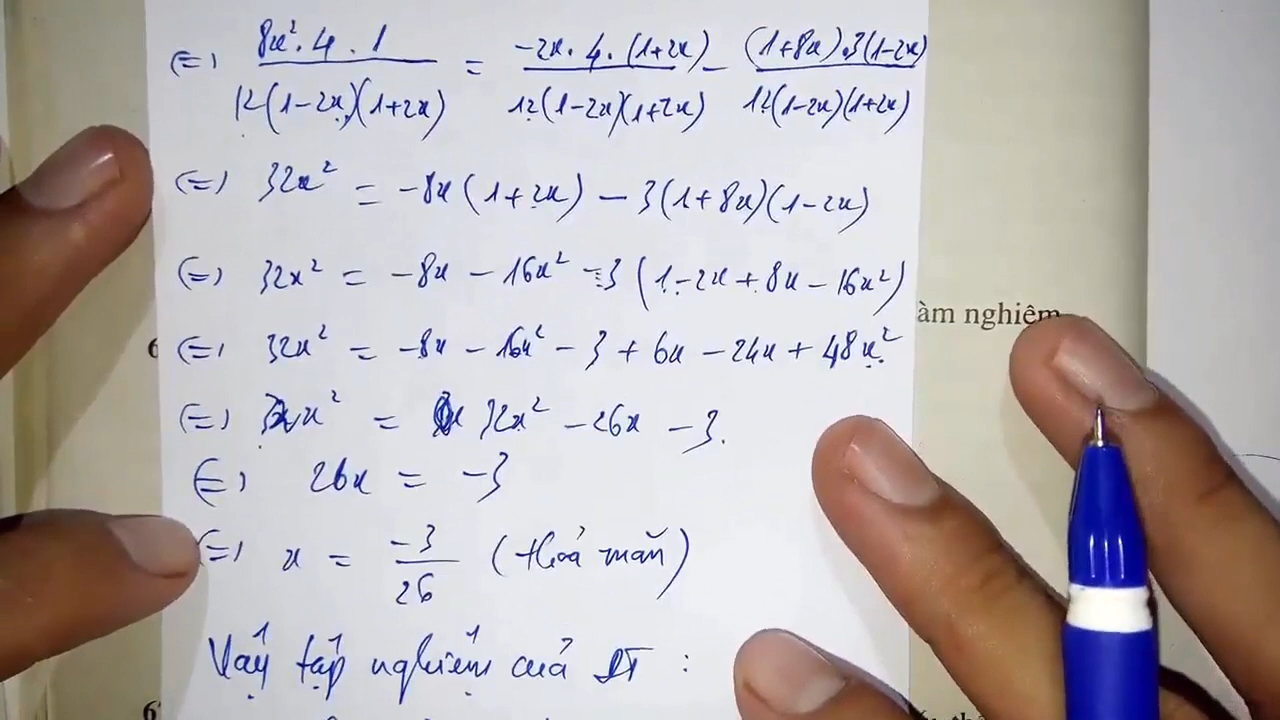 (=) 8x².4.1 / 12(1-2x)(1+2x) = -2x.4.(1+2x) / 12(1-2x)(1+2x) - (1+8x).3(1-2x) / 12(1-2x)(1+2x)
(=) 32x² = -8x(1+2x) - 3(1+8x)(1-2x)
(=) 32x² = -8x - 16x² - 3(1-2x+8x-16x²)
àm nghiệm
(=) 32x² = -8x - 16x² - 3 + 6x - 24x + 48x²
(=) 32x² = 32x² - 26x - 3.
(=) 26x = -3
(=) x = -3/26 (thoả mãn)
Vậy tập nghiệm của PT :